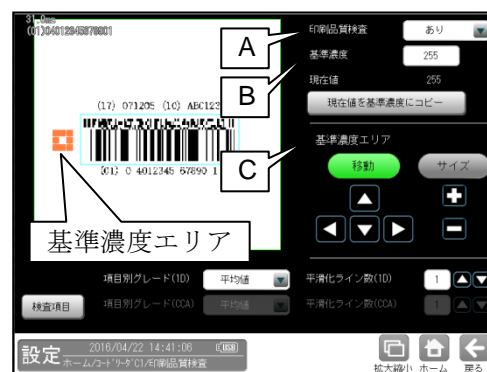 31.0ms
(01)04012345678901
(17) 071205 (10) ABC123
(01) 0 4012345 67890 1
基準濃度エリア
A
B
C
印刷品質検査
あり
基準濃度
255
現在値
255
現在値を基準濃度にコピー
基準濃度エリア
移動
サイズ
項目別グレード(1D)
平均値
平滑化ライン数(1D)
1
検査項目
項目別グレード(CCA)
平均値
平滑化ライン数(CCA)
1
設定
2016/04/22 14:41:06
USB
ホーム/コードリーダC1/印刷品質検査
拡大縮小
ホーム
戻る